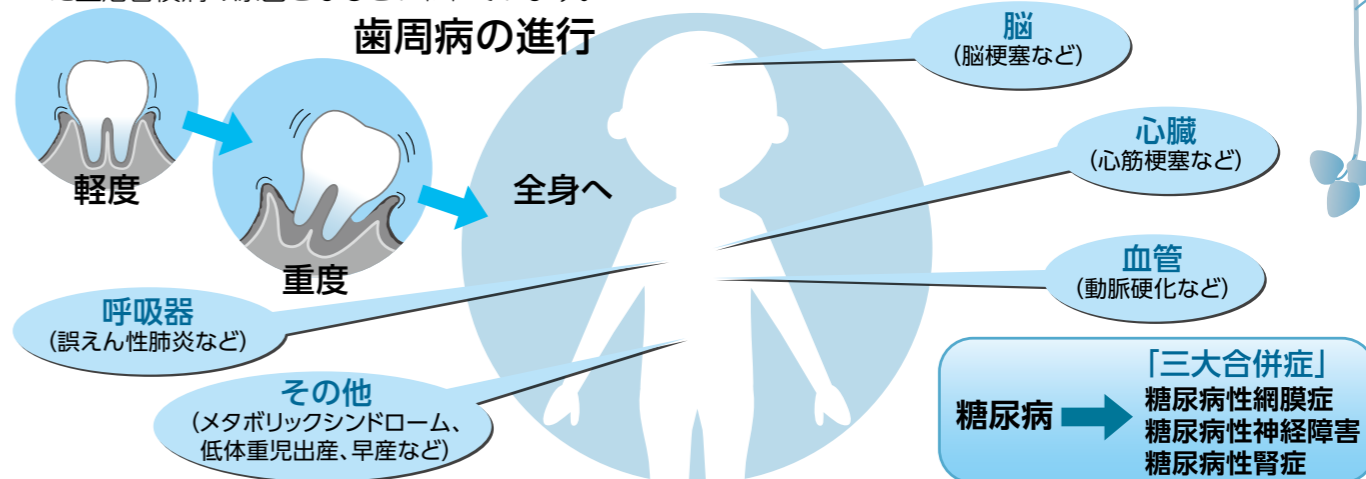 歯周病の進行
軽度
重度
全身へ
脳
(脳梗塞など)
心臓
(心筋梗塞など)
血管
(動脈硬化など)
呼吸器
(誤えん性肺炎など)
その他
(メタボリックシンドローム、
低体重児出産、早産など)
糖尿病
「三大合併症」
糖尿病性網膜症
糖尿病性神経障害
糖尿病性腎症